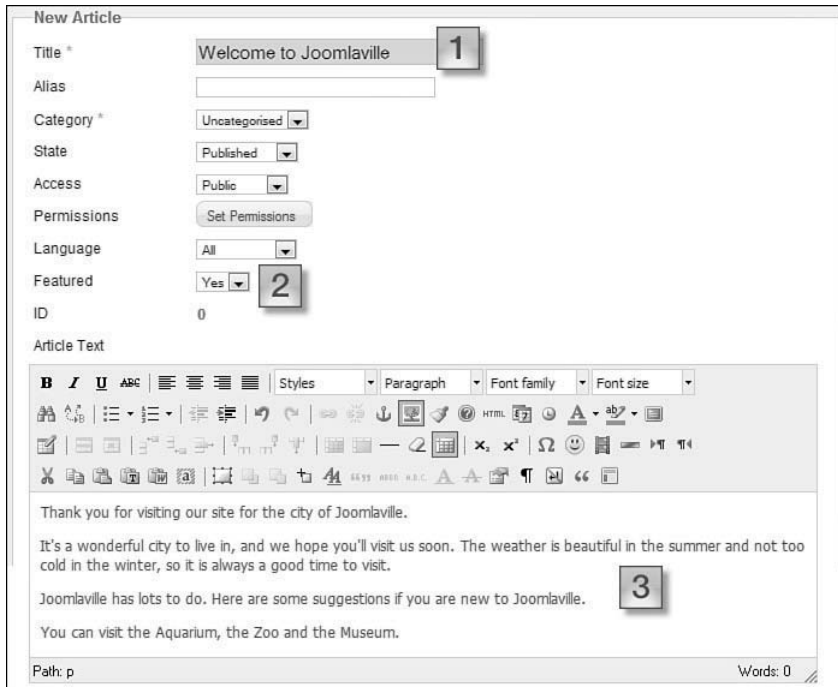 New Article
Title * Welcome to Joomlaville 1
Alias
Category * Uncategorised
State Published
Access Public
Permissions Set Permissions
Language All
Featured Yes 2
ID 0
Article Text
B I U ABC Styles Paragraph Font family Font size
HTML A ab
x₂ x² Ω
T W a A A A ¶ “
Thank you for visiting our site for the city of Joomlaville.
It's a wonderful city to live in, and we hope you'll visit us soon. The weather is beautiful in the summer and not too
cold in the winter, so it is always a good time to visit.
Joomlaville has lots to do. Here are some suggestions if you are new to Joomlaville. 3
You can visit the Aquarium, the Zoo and the Museum.
Path: p Words: 0